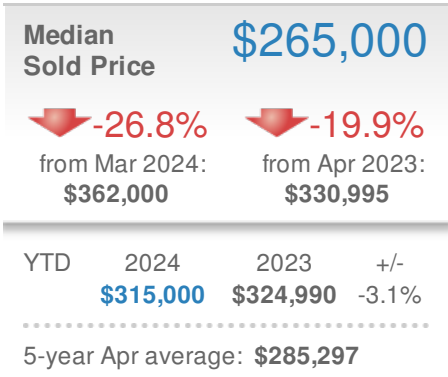 Median
Sold Price
$265,000
-26.8% -19.9%
from Mar 2024: from Apr 2023:
$362,000 $330,995
YTD 2024 2023 +/-
$315,000 $324,990 -3.1%
5-year Apr average: $285,297